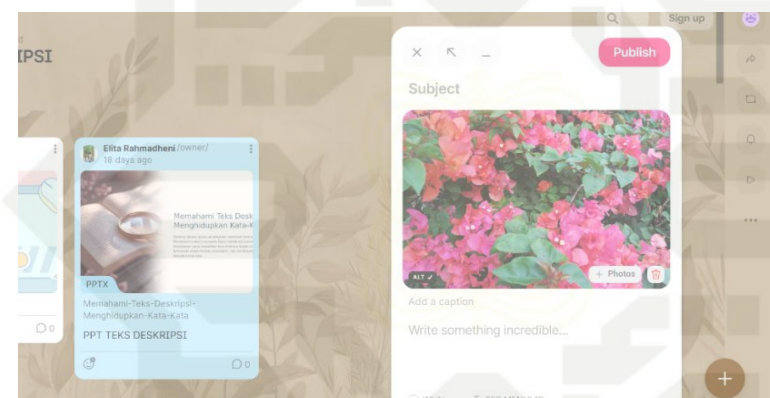 Sign up
IPSI
Elita Rahmadheni /owner/
18 days ago
Memahami Teks Desk
Menghidupkan Kata-K
PPTX
Memahami-Teks-Deskripsi-
Menghidupkan-Kata-Kata
PPT TEKS DESKRIPSI
0
0
Publish
Subject
ALT ✓
+ Photos
Add a caption
Write something incredible...